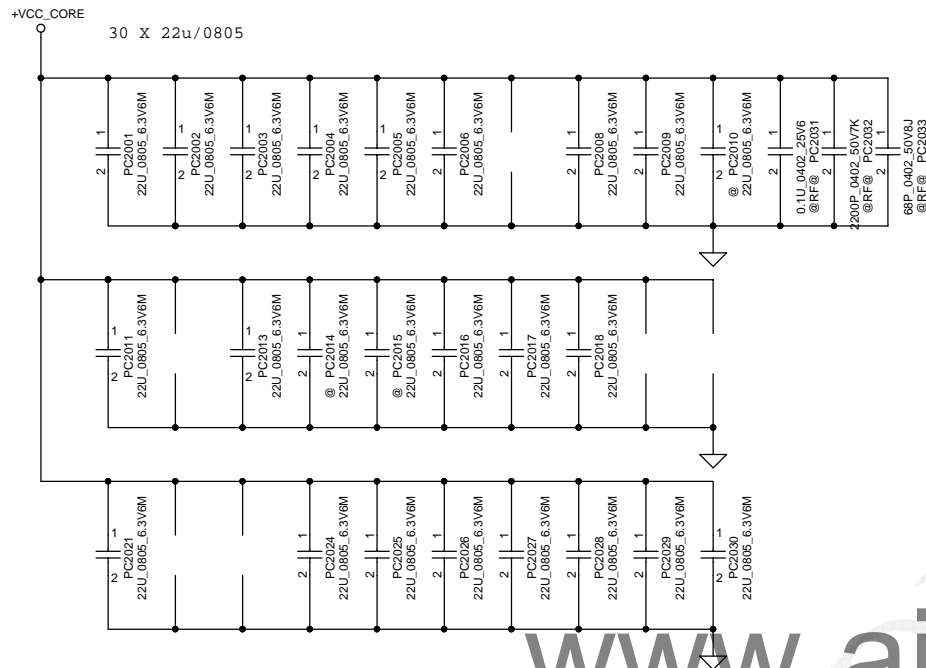 +VCC_CORE
30 X 22u/0805
1
2
PC2001
22U_0805_6.3V6M
1
2
PC2002
22U_0805_6.3V6M
1
2
PC2003
22U_0805_6.3V6M
1
2
PC2004
22U_0805_6.3V6M
1
2
PC2005
22U_0805_6.3V6M
1
2
PC2006
22U_0805_6.3V6M
1
2
PC2008
22U_0805_6.3V6M
1
2
PC2009
22U_0805_6.3V6M
1
2
@ PC2010
22U_0805_6.3V6M
1
2
0.1U_0402_25V6
@RF@ PC2031
1
2
2200P_0402_50V7K
@RF@ PC2032
1
2
68P_0402_50V8J
@RF@ PC2033
1
2
PC2011
22U_0805_6.3V6M
1
2
PC2013
22U_0805_6.3V6M
1
2
@ PC2014
22U_0805_6.3V6M
1
2
@ PC2015
22U_0805_6.3V6M
1
2
PC2016
22U_0805_6.3V6M
1
2
PC2017
22U_0805_6.3V6M
1
2
PC2018
22U_0805_6.3V6M
1
2
PC2021
22U_0805_6.3V6M
1
2
PC2024
22U_0805_6.3V6M
1
2
PC2025
22U_0805_6.3V6M
1
2
PC2026
22U_0805_6.3V6M
1
2
PC2027
22U_0805_6.3V6M
1
2
PC2028
22U_0805_6.3V6M
1
2
PC2029
22U_0805_6.3V6M
1
2
PC2030
22U_0805_6.3V6M